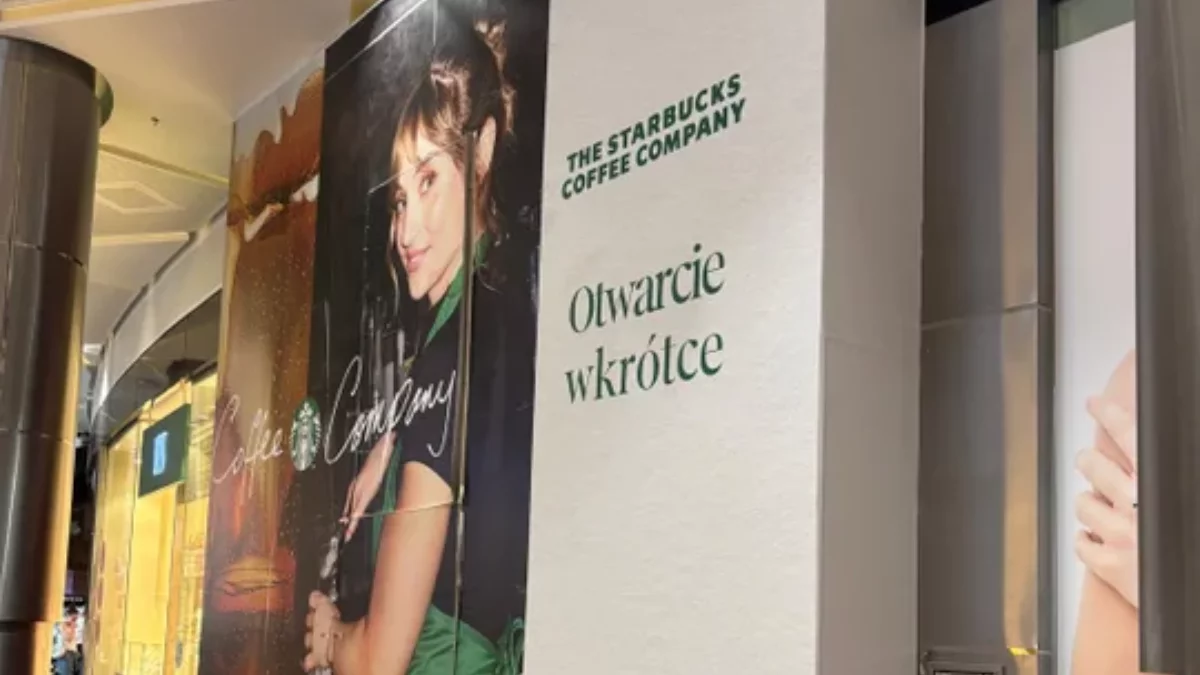 THE STARBUCKS
COFFEE COMPANY
Otwarcie
wkrótce
Coffee Company